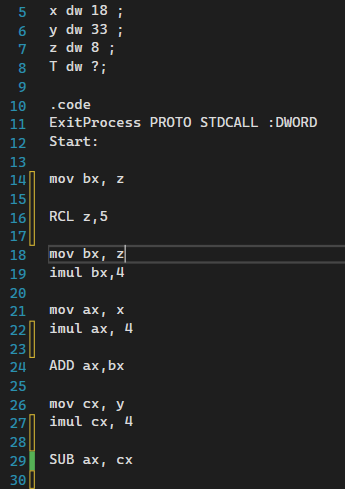 5 x dw 18 ;
6 y dw 33 ;
7 z dw 8 ;
8 T dw ?;
9
10 .code
11 ExitProcess PROTO STDCALL :DWORD
12 Start:
13
14 mov bx, z
15
16 RCL z,5
17
18 mov bx, z
19 imul bx,4
20
21 mov ax, x
22 imul ax, 4
23
24 ADD ax,bx
25
26 mov cx, y
27 imul cx, 4
28
29 SUB ax, cx
30